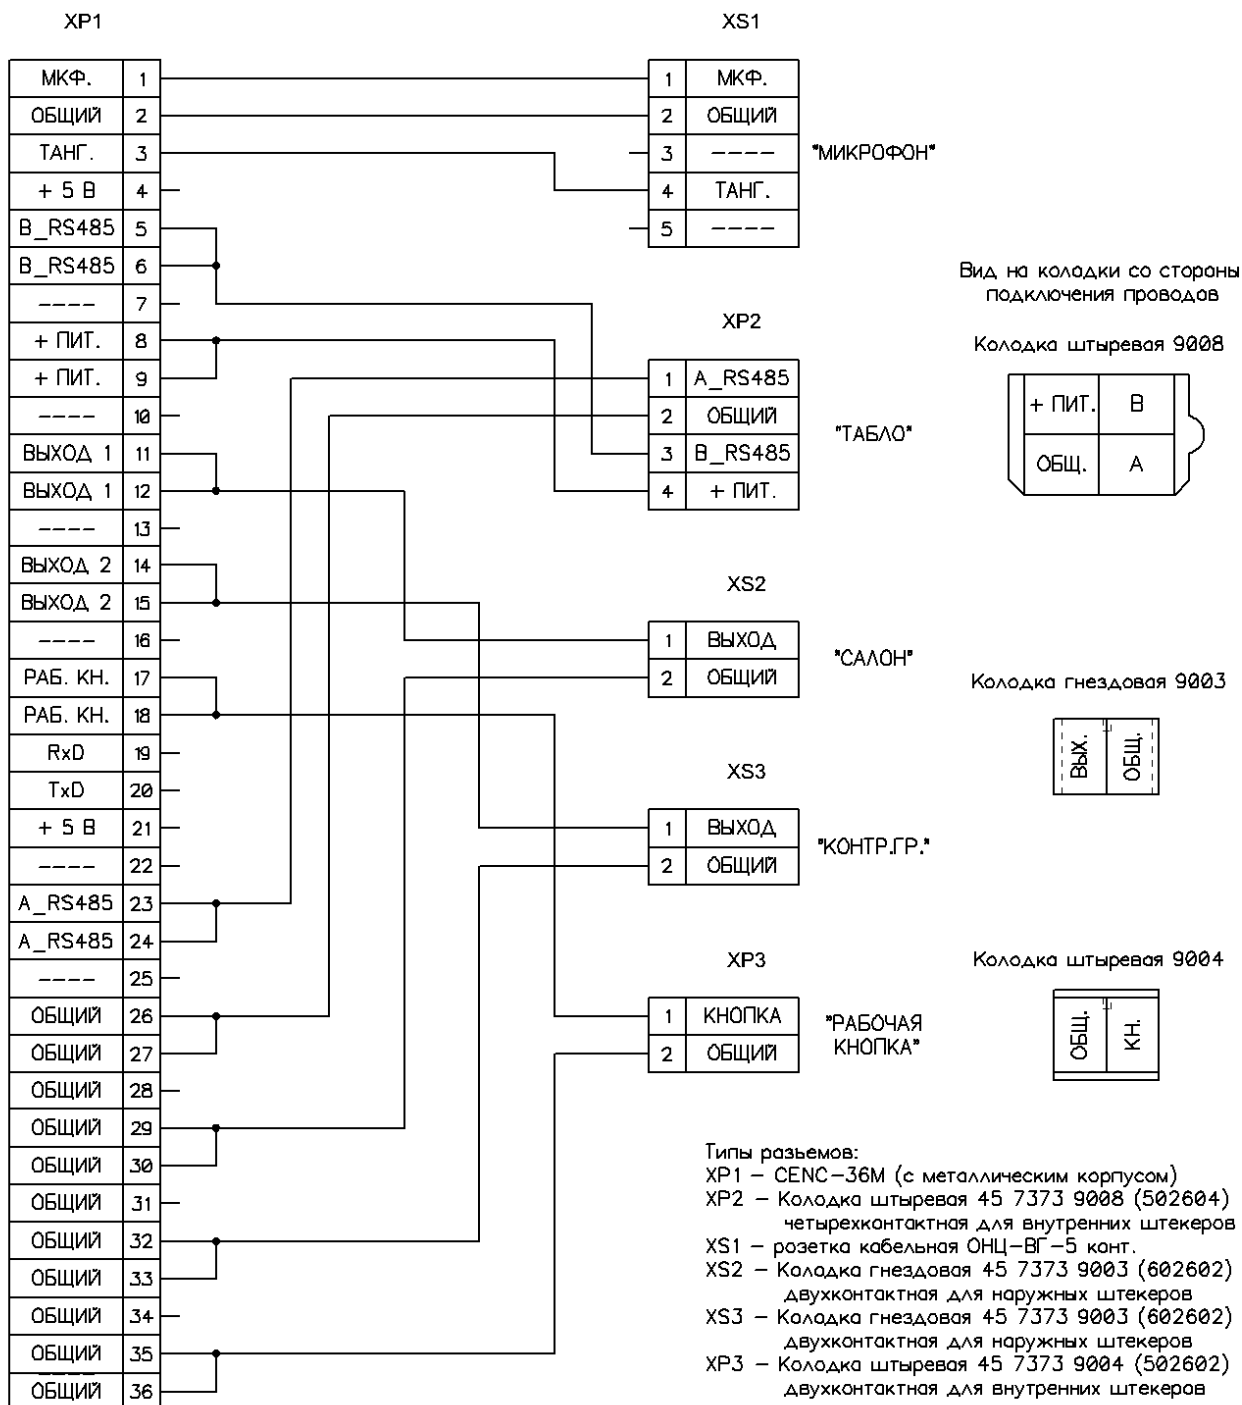 XP1
МКФ. 1
ОБЩИЙ 2
ТАНГ. 3
+ 5 В 4
B_RS485 5
B_RS485 6
---- 7
+ ПИТ. 8
+ ПИТ. 9
---- 10
ВЫХОД 1 11
ВЫХОД 1 12
---- 13
ВЫХОД 2 14
ВЫХОД 2 15
---- 16
РАБ. КН. 17
РАБ. КН. 18
RxD 19
TxD 20
+ 5 В 21
---- 22
A_RS485 23
A_RS485 24
---- 25
ОБЩИЙ 26
ОБЩИЙ 27
ОБЩИЙ 28
ОБЩИЙ 29
ОБЩИЙ 30
ОБЩИЙ 31
ОБЩИЙ 32
ОБЩИЙ 33
ОБЩИЙ 34
ОБЩИЙ 35
ОБЩИЙ 36
XS1
1 МКФ.
2 ОБЩИЙ
3 ----
4 ТАНГ.
5 ----
"МИКРОФОН"
XP2
1 A_RS485
2 ОБЩИЙ
3 B_RS485
4 + ПИТ.
"ТАБЛО"
XS2
1 ВЫХОД
2 ОБЩИЙ
"САЛОН"
XS3
1 ВЫХОД
2 ОБЩИЙ
"КОНТР.ГР."
XP3
1 КНОПКА
2 ОБЩИЙ
"РАБОЧАЯ
КНОПКА"
Вид на колодки со стороны
подключения проводов
Колодка штыревая 9008
+ ПИТ. В
ОБЩ. А
Колодка гнездовая 9003
ВЫХ. ОБЩ.
Колодка штыревая 9004
ОБЩ. КН.
Типы разьемов:
XP1 – CENC–36M (с металлическим корпусом)
XP2 – Колодка штыревая 45 7373 9008 (502604)
четырехконтактная для внутренних штекеров
XS1 – розетка кабельная ОНЦ–ВГ–5 конт.
XS2 – Колодка гнездовая 45 7373 9003 (602602)
двухконтактная для наружных штекеров
XS3 – Колодка гнездовая 45 7373 9003 (602602)
двухконтактная для наружных штекеров
XP3 – Колодка штыревая 45 7373 9004 (502602)
двухконтактная для внутренних штекеров